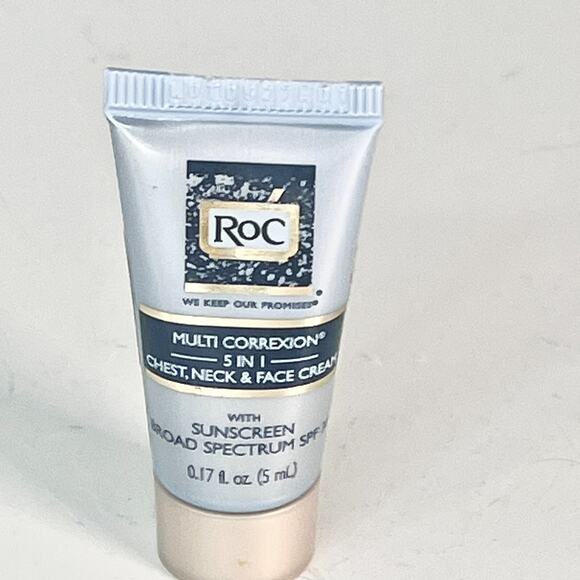 RoC
WE KEEP OUR PROMISES®
MULTI CORREXION®
5 IN 1
CHEST, NECK & FACE CREAM
WITH
SUNSCREEN
BROAD SPECTRUM SPF
0.17 fl. oz. (5 mL)